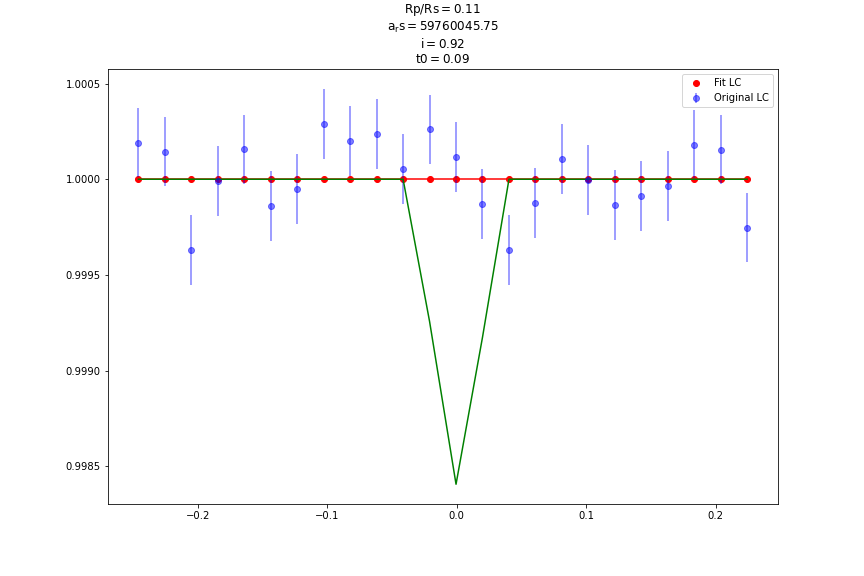 Rp/Rs = 0.11
aᵣs = 59760045.75
i = 0.92
t0 = 0.09
1.0005
1.0000
0.9995
0.9990
0.9985
Fit LC
Original LC
−0.2
−0.1
0.0
0.1
0.2